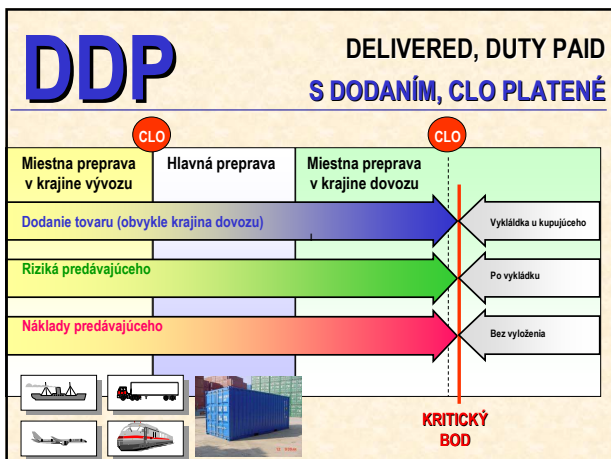 DDP
DELIVERED, DUTY PAID
S DODANÍM, CLO PLATENÉ
CLO
CLO
Miestna preprava
v krajine vývozu
Hlavná preprava
Miestna preprava
v krajine dovozu
Dodanie tovaru (obvykle krajina dovozu)
Vykláldka u kupujúceho
Riziká predávajúceho
Po vykládku
Náklady predávajúceho
Bez vyloženia
KRITICKÝ
BOD